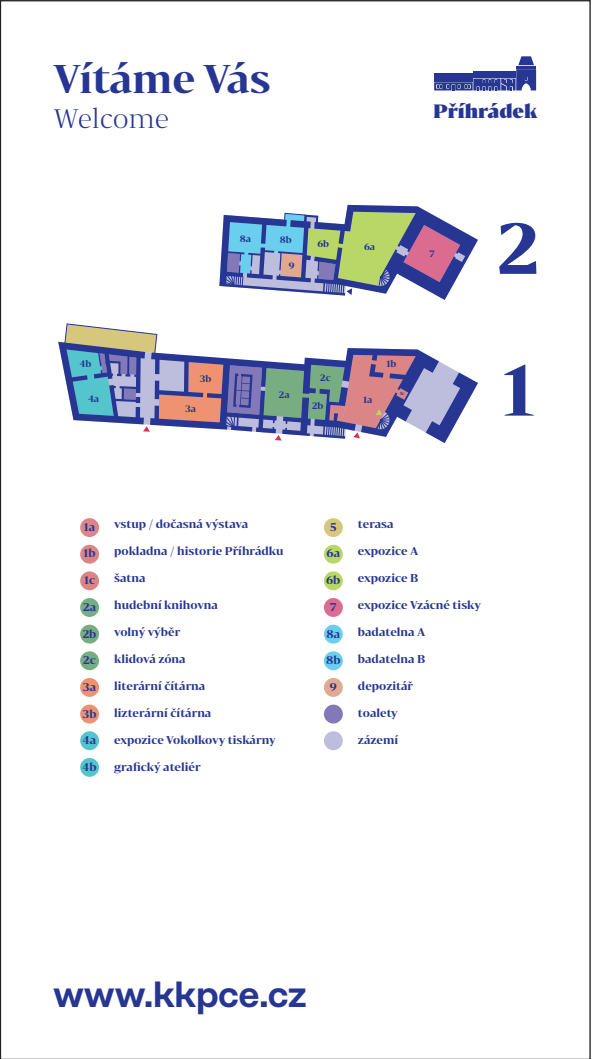 Vítáme Vás
Welcome
Příhrádek
8a
8b
6b
6a
9
7
2
4b
4a
3b
3a
2a
2c
2b
1b
1a
1
1a vstup / dočasná výstava
1b pokladna / historie Příhrádku
1c šatna
2a hudební knihovna
2b volný výběr
2c klidová zóna
3a literární čítárna
3b lizterární čítárna
4a expozice Vokolkovy tiskárny
4b grafický ateliér
5 terasa
6a expozice A
6b expozice B
7 expozice Vzácné tisky
8a badatelna A
8b badatelna B
9 depozitář
toalety
zázemí
www.kkpce.cz